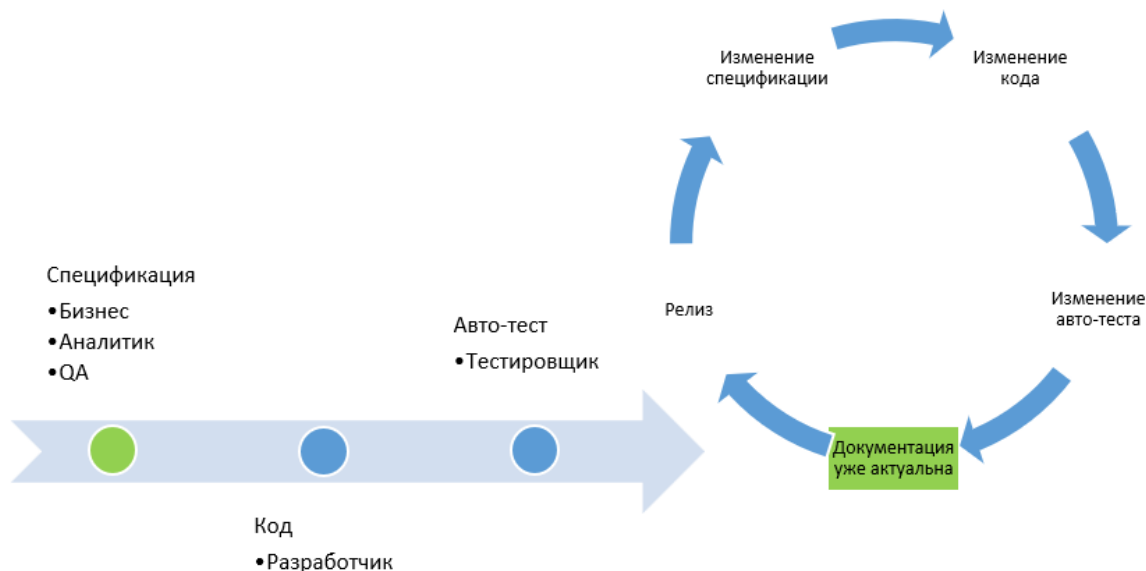 Спецификация
•Бизнес
•Аналитик
•QA
Код
•Разработчик
Авто-тест
•Тестировщик
Изменение
спецификации
Изменение
кода
Изменение
авто-теста
Документация
уже актуальна
Релиз